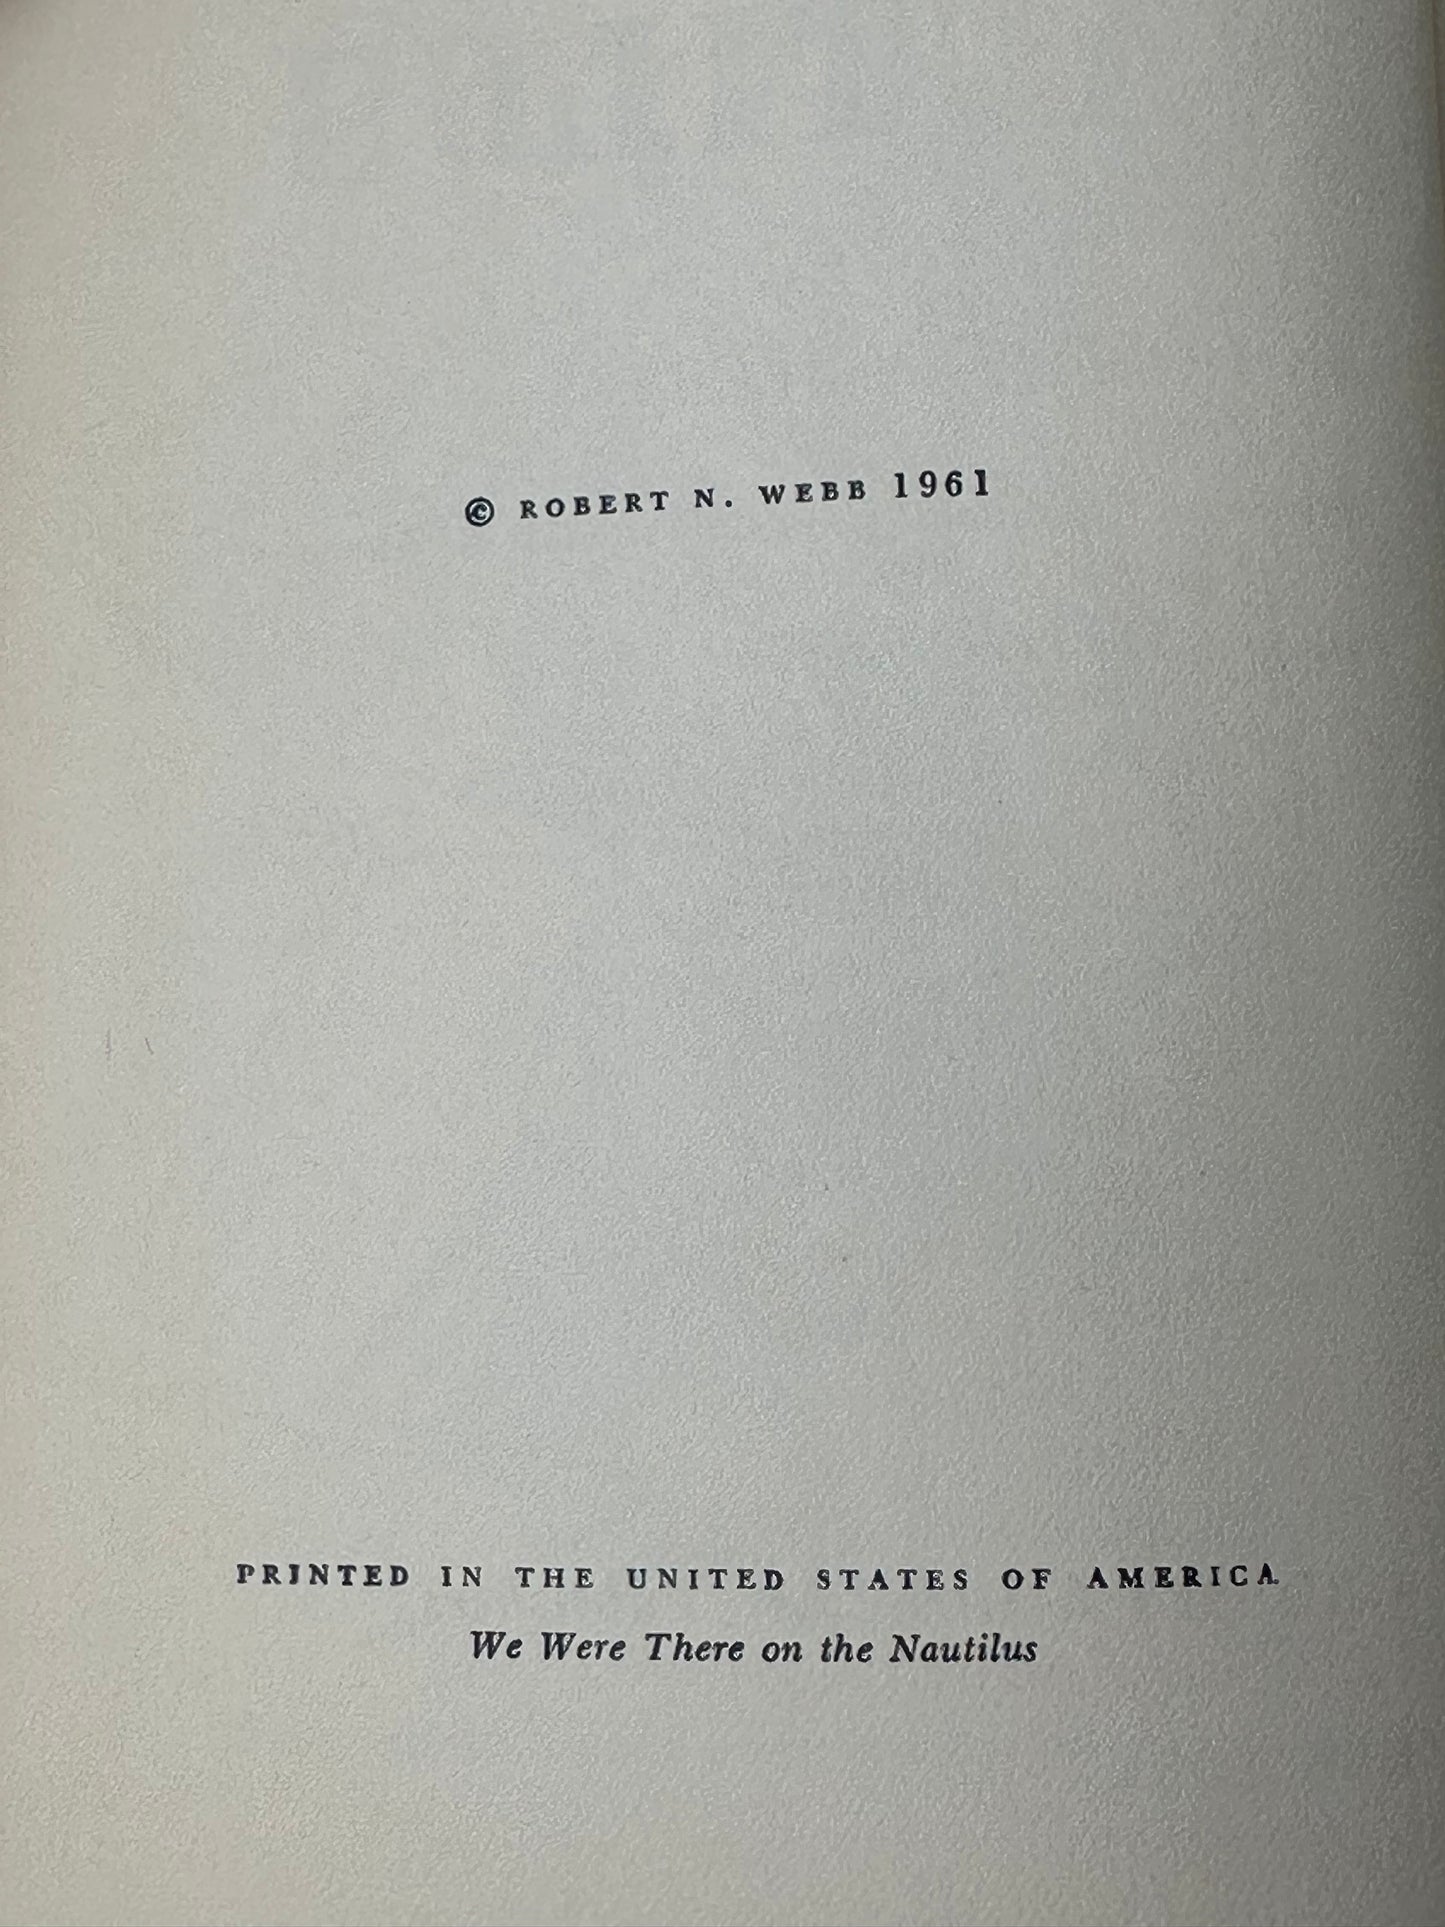 © ROBERT N. WEBB 1961
PRINTED IN THE UNITED STATES OF AMERICA
We Were There on the Nautilus